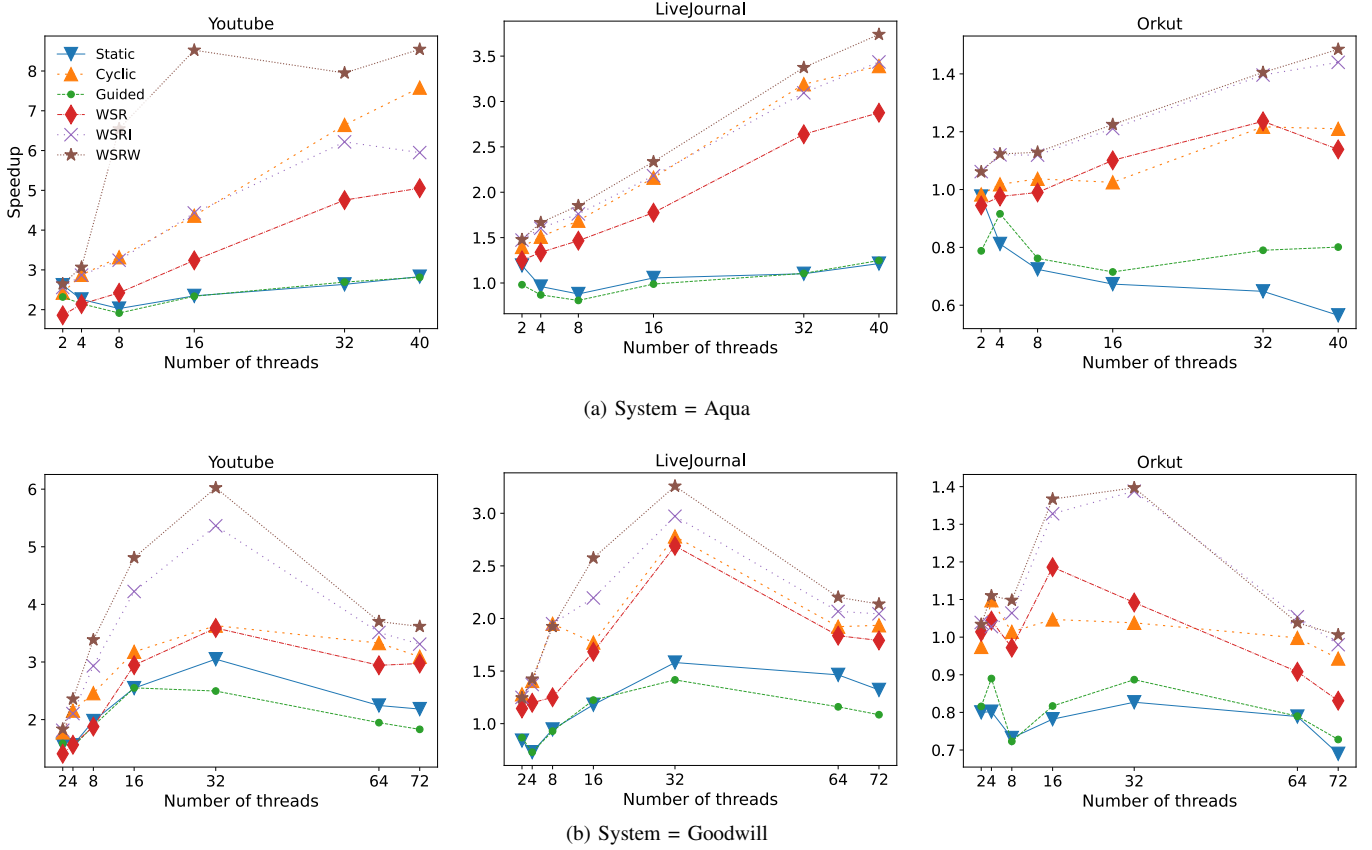 Youtube
LiveJournal
Orkut
Speedup
8
7
6
5
4
3
2
Static
Cyclic
Guided
WSR
WSRI
WSRW
2 4 8 16 32 40
Number of threads
3.5
3.0
2.5
2.0
1.5
1.0
2 4 8 16 32 40
Number of threads
1.4
1.2
1.0
0.8
0.6
2 4 8 16 32 40
Number of threads
(a) System = Aqua
Youtube
LiveJournal
Orkut
6
5
4
3
2
2 4 8 16 32 64 72
Number of threads
3.0
2.5
2.0
1.5
1.0
2 4 8 16 32 64 72
Number of threads
1.4
1.3
1.2
1.1
1.0
0.9
0.8
0.7
2 4 8 16 32 64 72
Number of threads
(b) System = Goodwill